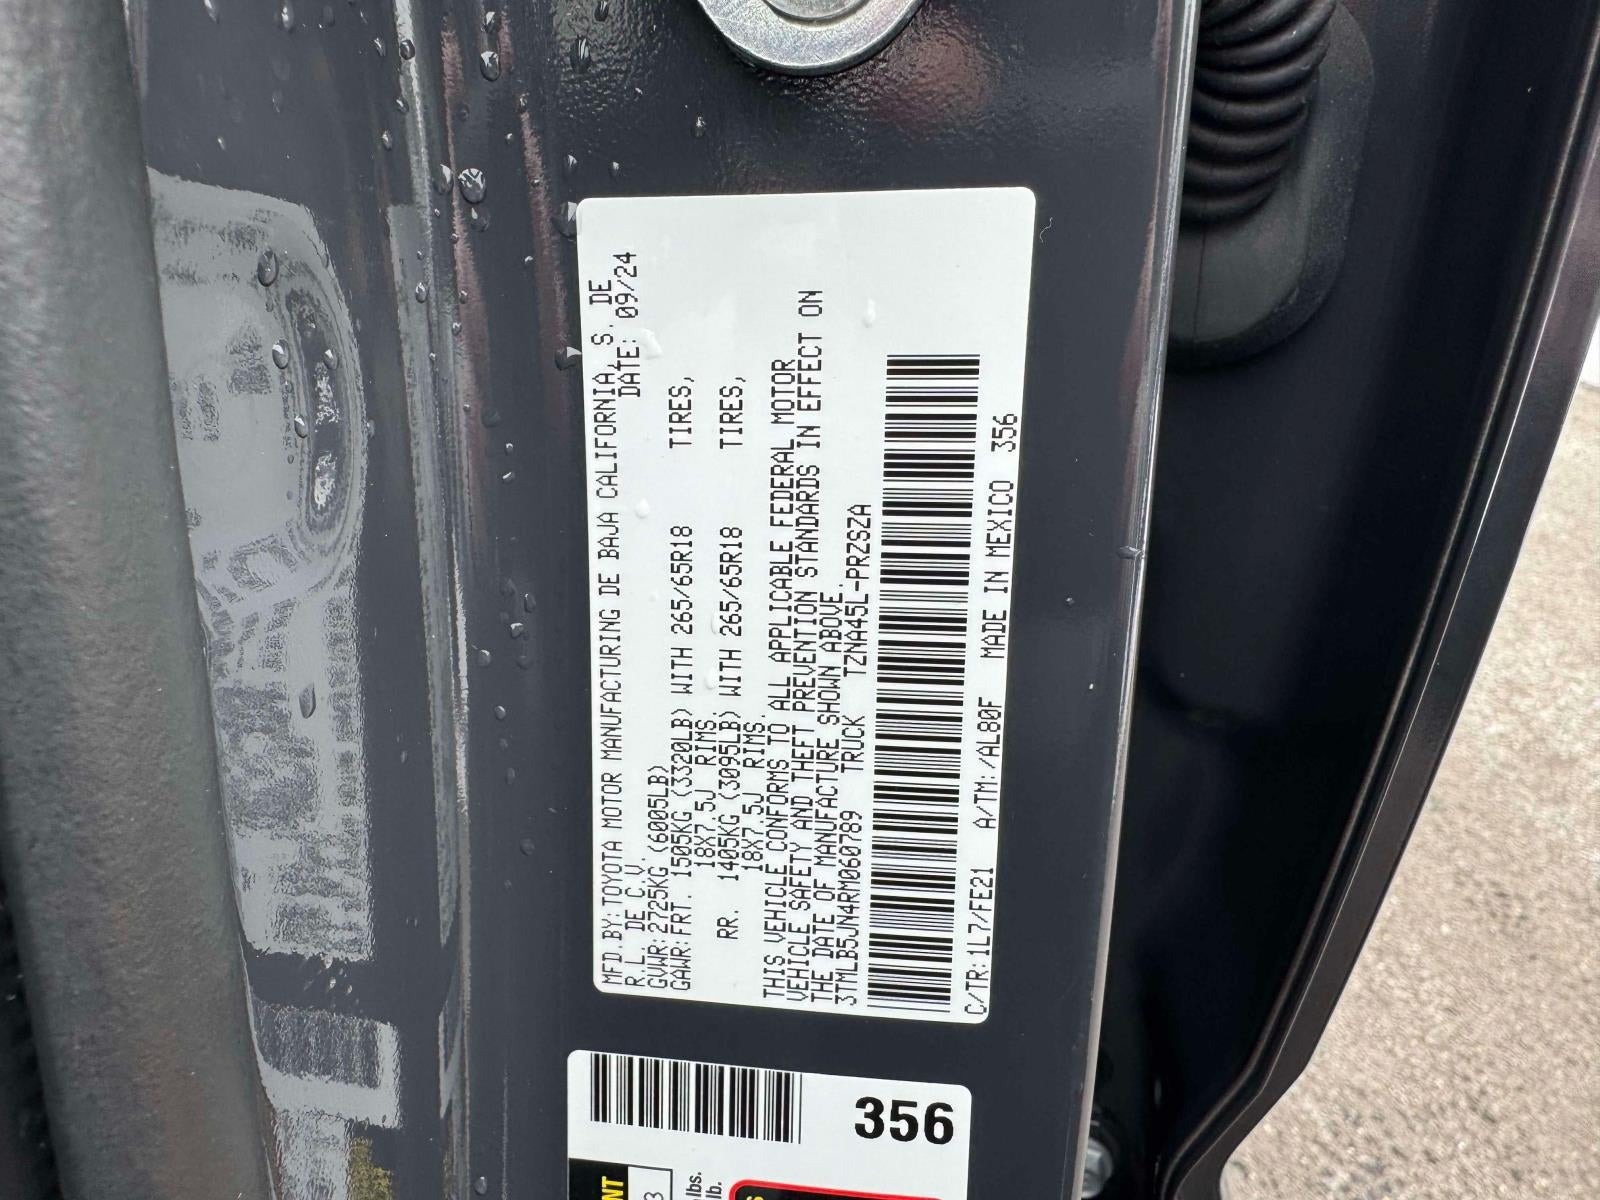 MFD.BY:TOYOTA MOTOR MANUFACTURING DE BAJA CALIFORNIA, S. DE
R.L. DE C.V. DATE: 09/24
GVWR:2725KG (6005LB)
GAWR:FRT. 1505KG (3320LB) WITH 265/65R18 TIRES,
18X7.5J RIMS.
RR. 1405KG (3095LB) WITH 265/65R18 TIRES,
18X7.5J RIMS.
THIS VEHICLE CONFORMS TO ALL APPLICABLE FEDERAL MOTOR
VEHICLE SAFETY AND THEFT PREVENTION STANDARDS IN EFFECT ON
THE DATE OF MANUFACTURE SHOWN ABOVE.
3TMLB5JN4RM060789 TRUCK TZNA45L-PRZSZA
C/TR:1L7/FE21 A/TM:/AL80F MADE IN MEXICO 356
356
lbs.
lb.